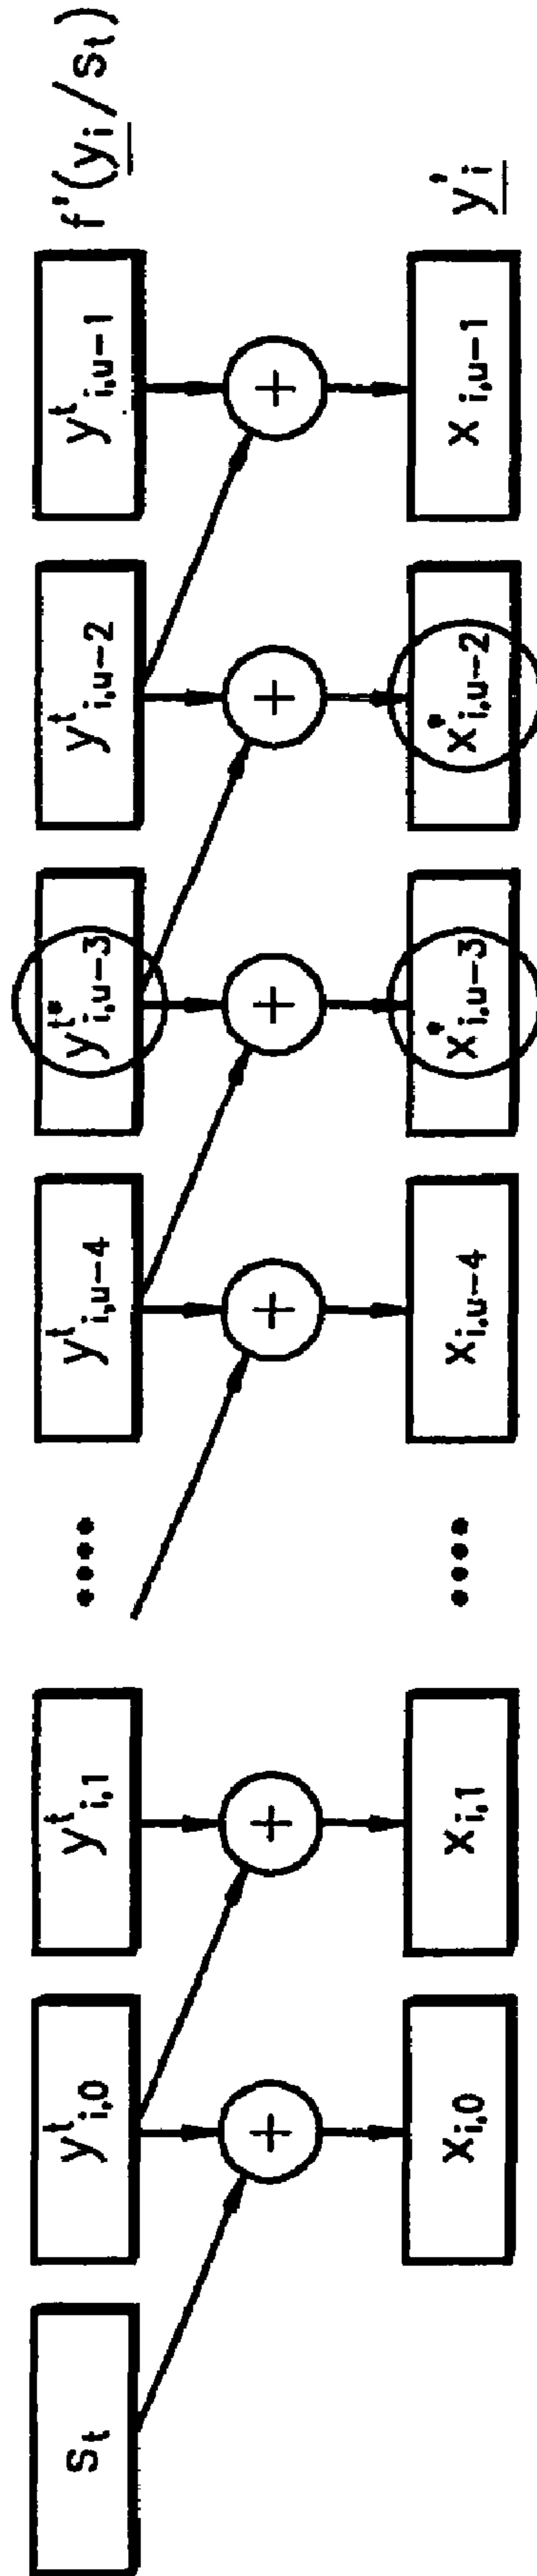 S_t y^t_{i,0} y^t_{i,1} •••• y^t_{i,u-4} y^{t*}_{i,u-3} y^t_{i,u-2} y^t_{i,u-1} f'(y_i/s_t)
+ + + + + +
x_{i,0} x_{i,1} •••• x_{i,u-4} x^*_{i,u-3} x^*_{i,u-2} x_{i,u-1} y'_i